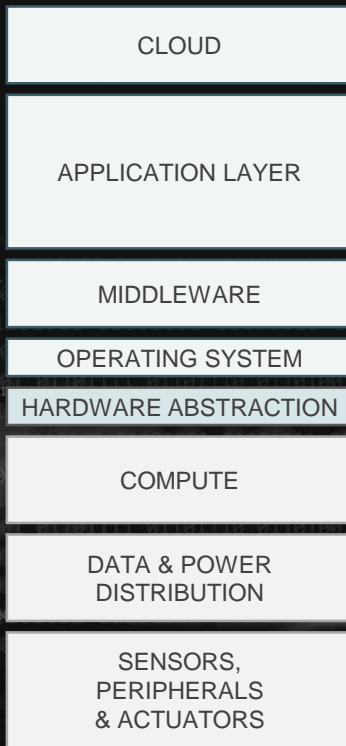 CLOUD
APPLICATION LAYER
MIDDLEWARE
OPERATING SYSTEM
HARDWARE ABSTRACTION
COMPUTE
DATA & POWER
DISTRIBUTION
SENSORS,
PERIPHERALS
& ACTUATORS